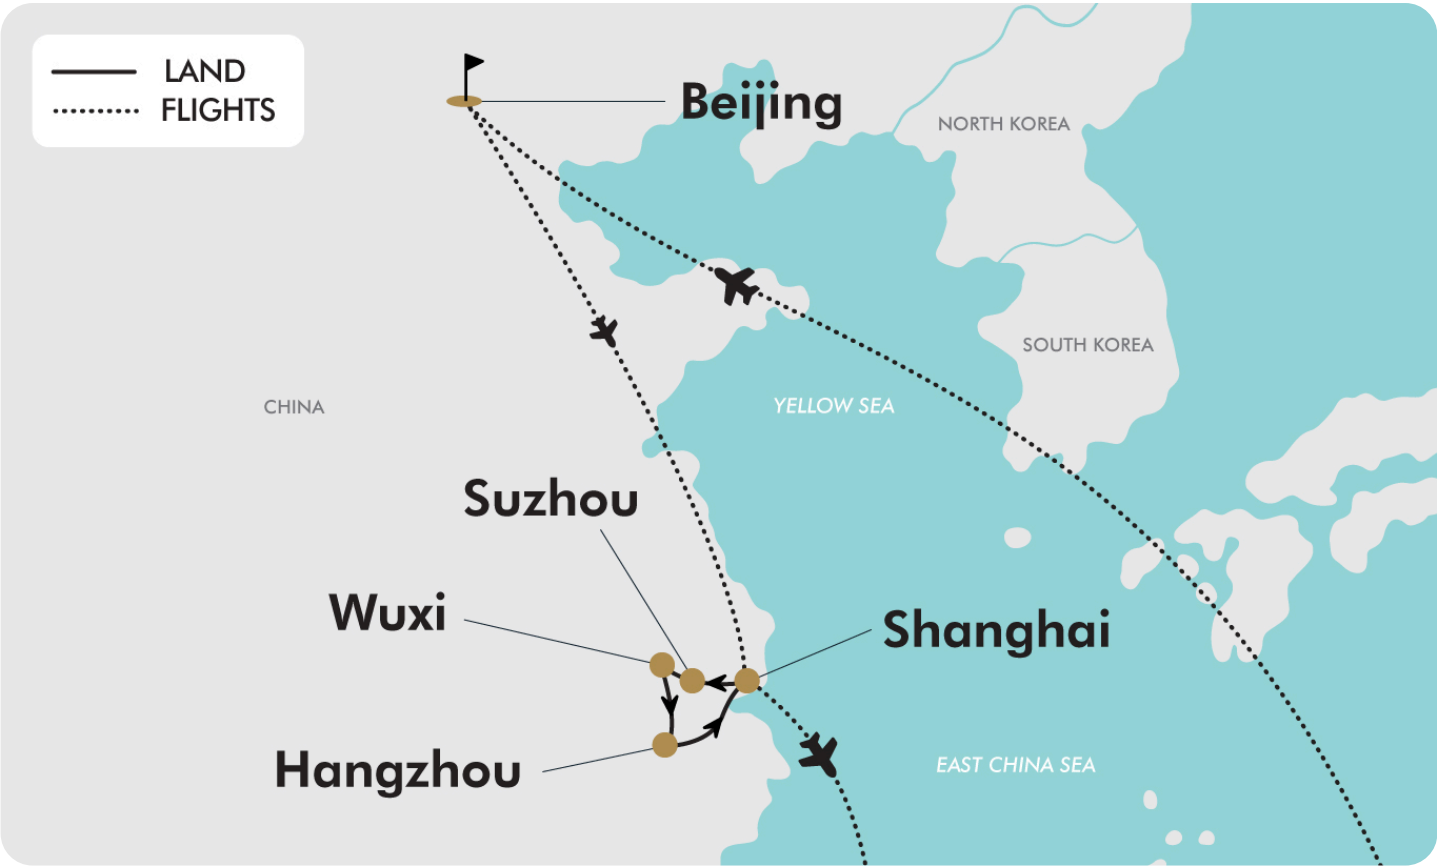 LAND
FLIGHTS
Beijing
NORTH KOREA
SOUTH KOREA
CHINA
YELLOW SEA
Suzhou
Wuxi
Shanghai
Hangzhou
EAST CHINA SEA